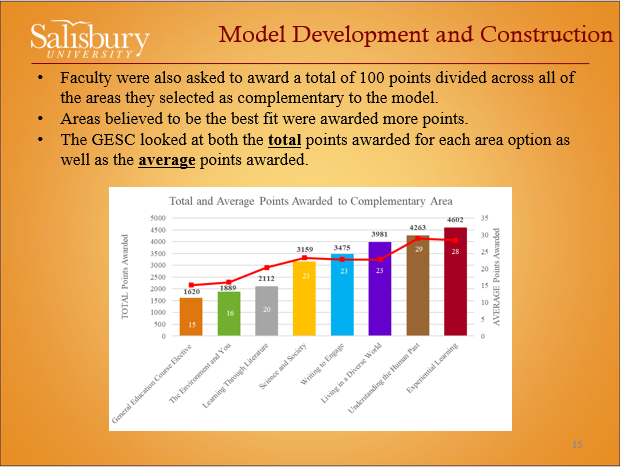 Salisbury
UNIVERSITY
Model Development and Construction
• Faculty were also asked to award a total of 100 points divided across all of
the areas they selected as complementary to the model.
• Areas believed to be the best fit were awarded more points.
• The GESC looked at both the total points awarded for each area option as
well as the average points awarded.
Total and Average Points Awarded to Complementary Area
TOTAL Points Awarded
5000
4500
4000
3500
3000
2500
2000
1500
1000
500
0
1620
1889
2112
3159
3475
3981
4263
4602
15
16
20
23
23
23
29
28
35
30
25
20
15
10
5
0
AVERAGE Points Awarded
General Education Course Elective
The Environment and You
Learning Through Literature
Science and Society
Writing to Engage
Living in a Diverse World
Understanding the Human Past
Experiential Learning
15